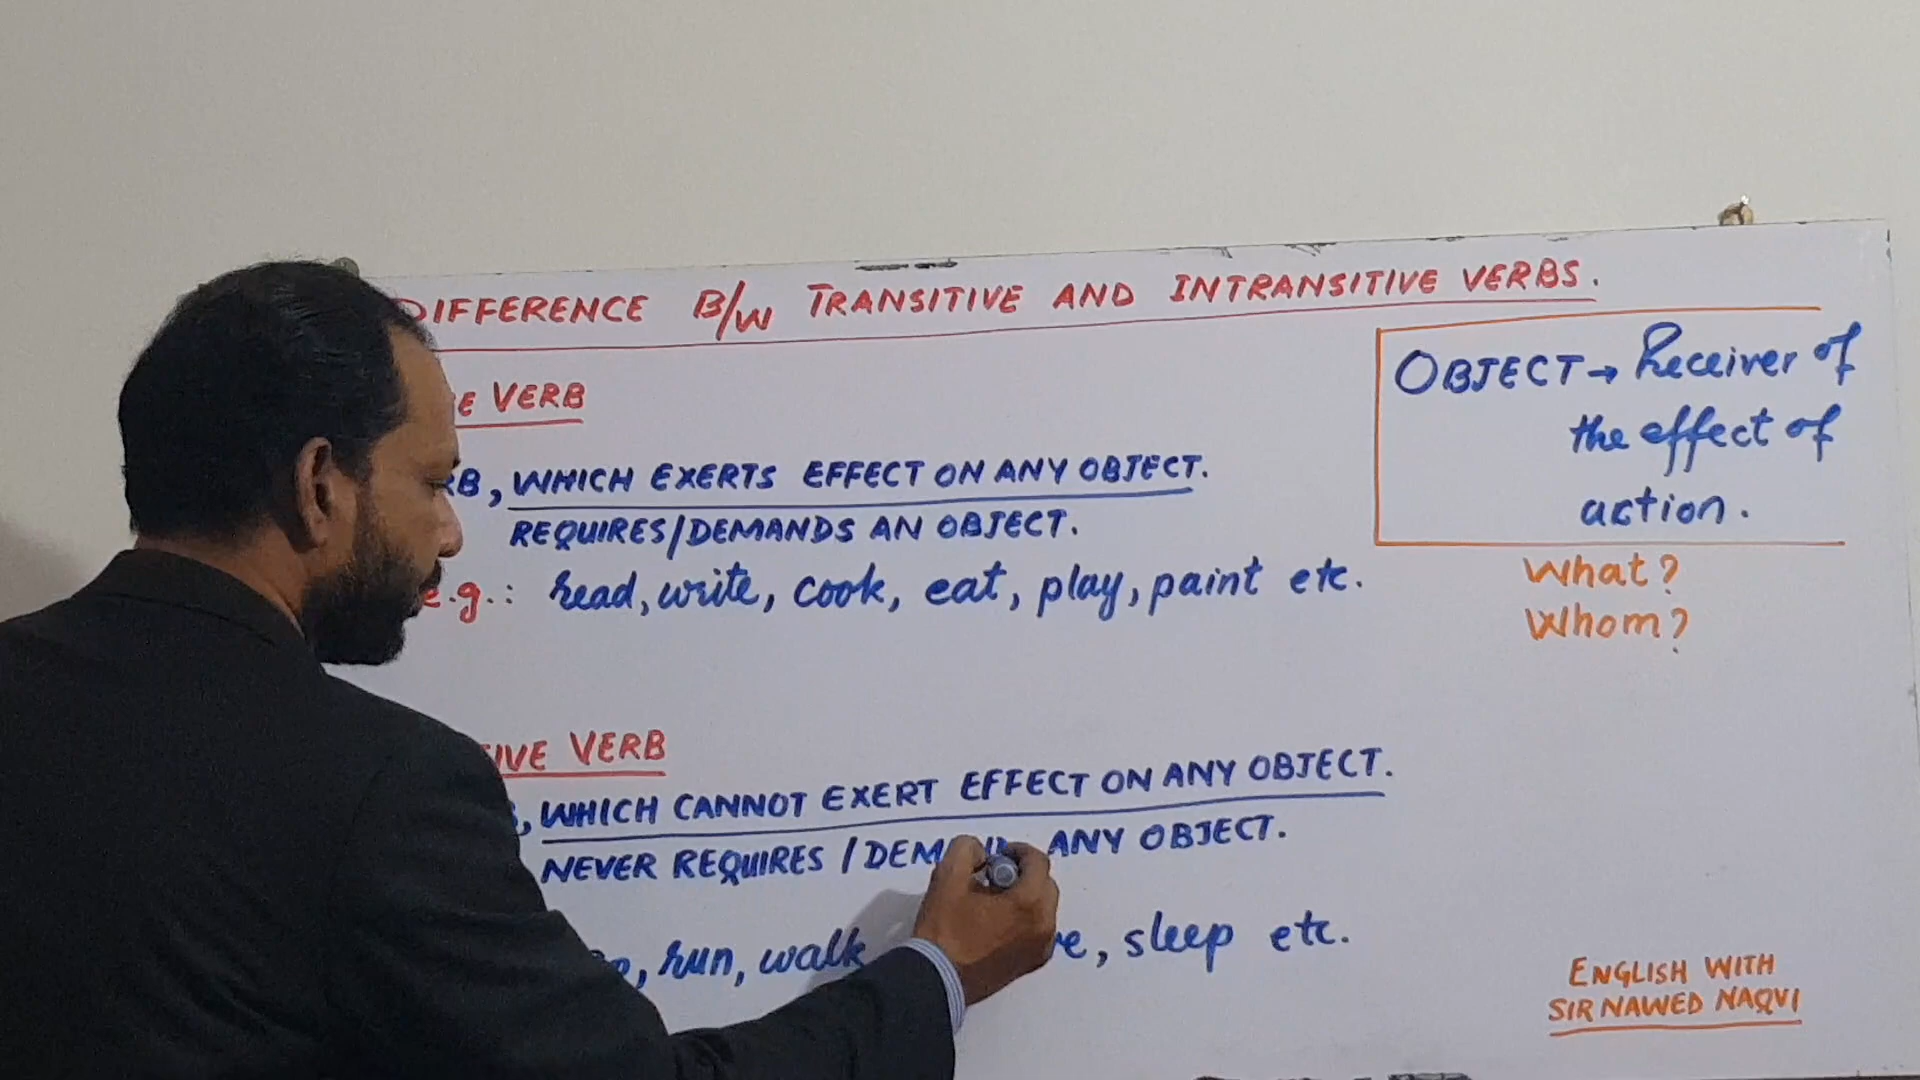 DIFFERENCE B/W TRANSITIVE AND INTRANSITIVE VERBS.
OBJECT → Receiver of
the effect of
action.
What?
Whom?
VERB
, WHICH EXERTS EFFECT ON ANY OBJECT.
REQUIRES/DEMANDS AN OBJECT.
e.g.: read, write, cook, eat, play, paint etc.
VERB
, WHICH CANNOT EXERT EFFECT ON ANY OBJECT.
NEVER REQUIRES / ANY OBJECT.
, run, walk , sleep etc.
ENGLISH WITH
SIR NAWED NAQVI